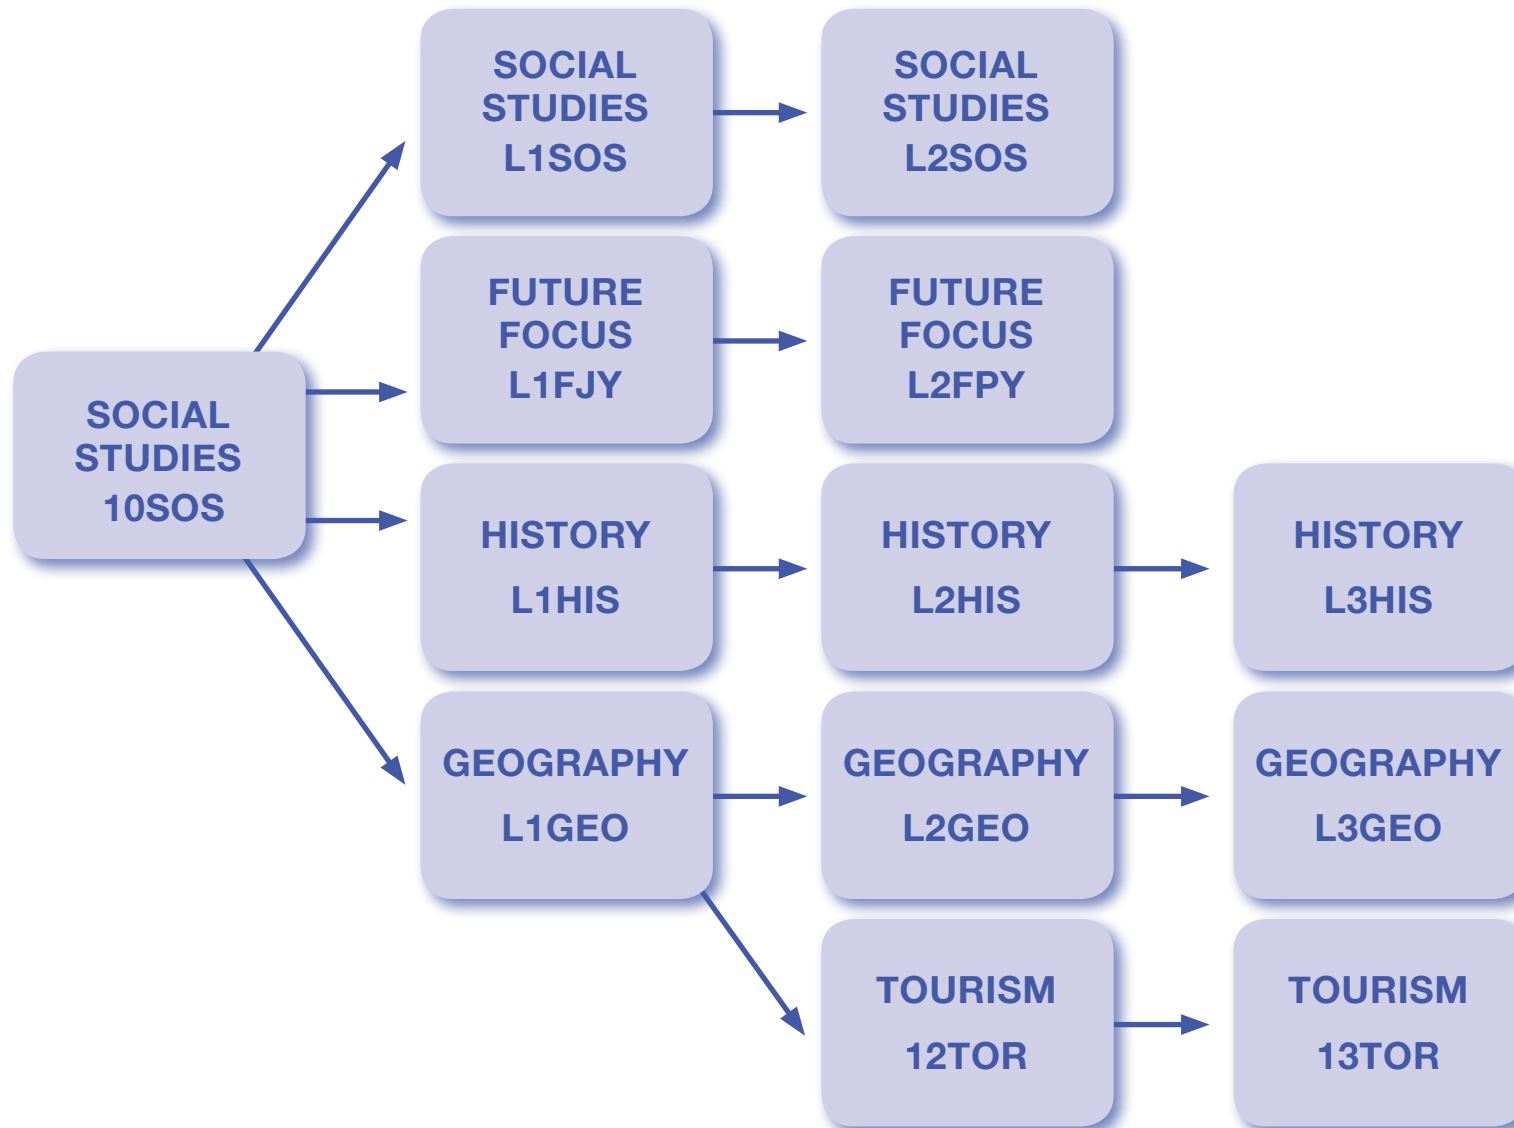 SOCIAL
STUDIES
10SOS
SOCIAL
STUDIES
L1SOS
SOCIAL
STUDIES
L2SOS
FUTURE
FOCUS
L1FJY
FUTURE
FOCUS
L2FPY
HISTORY
L1HIS
HISTORY
L2HIS
HISTORY
L3HIS
GEOGRAPHY
L1GEO
GEOGRAPHY
L2GEO
GEOGRAPHY
L3GEO
TOURISM
12TOR
TOURISM
13TOR